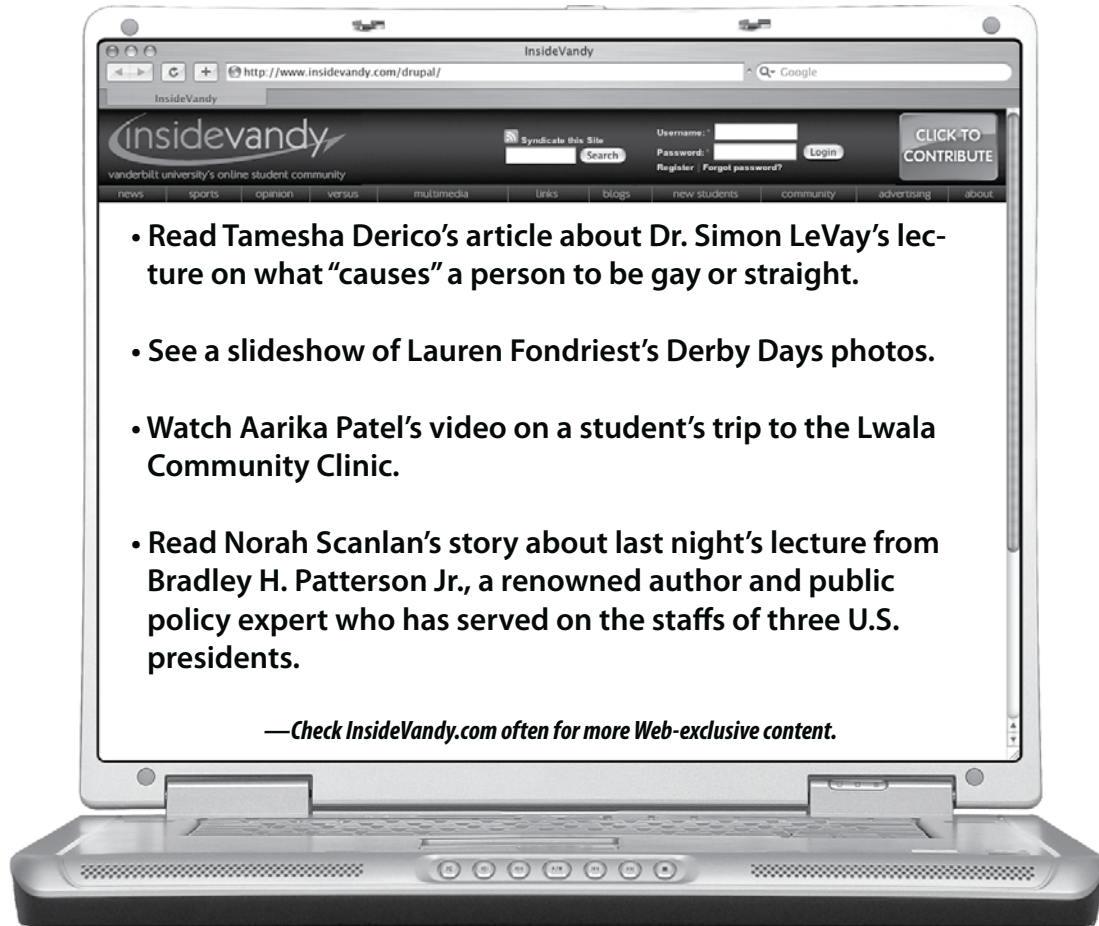 InsideVandy
http://www.insidevandy.com/drupal/
Google
InsideVandy
insidevandy
vanderbilt university's online student community
Syndicate this Site
Search
Username: *
Password: *
Login
Register | Forgot password?
CLICK TO
CONTRIBUTE
news sports opinion versus multimedia links blogs new students community advertising about
• Read Tamesha Derico’s article about Dr. Simon LeVay’s lec-
ture on what “causes” a person to be gay or straight.
• See a slideshow of Lauren Fondriest’s Derby Days photos.
• Watch Aarika Patel’s video on a student’s trip to the Lwala
Community Clinic.
• Read Norah Scanlan’s story about last night’s lecture from
Bradley H. Patterson Jr., a renowned author and public
policy expert who has served on the staffs of three U.S.
presidents.
—Check InsideVandy.com often for more Web-exclusive content.